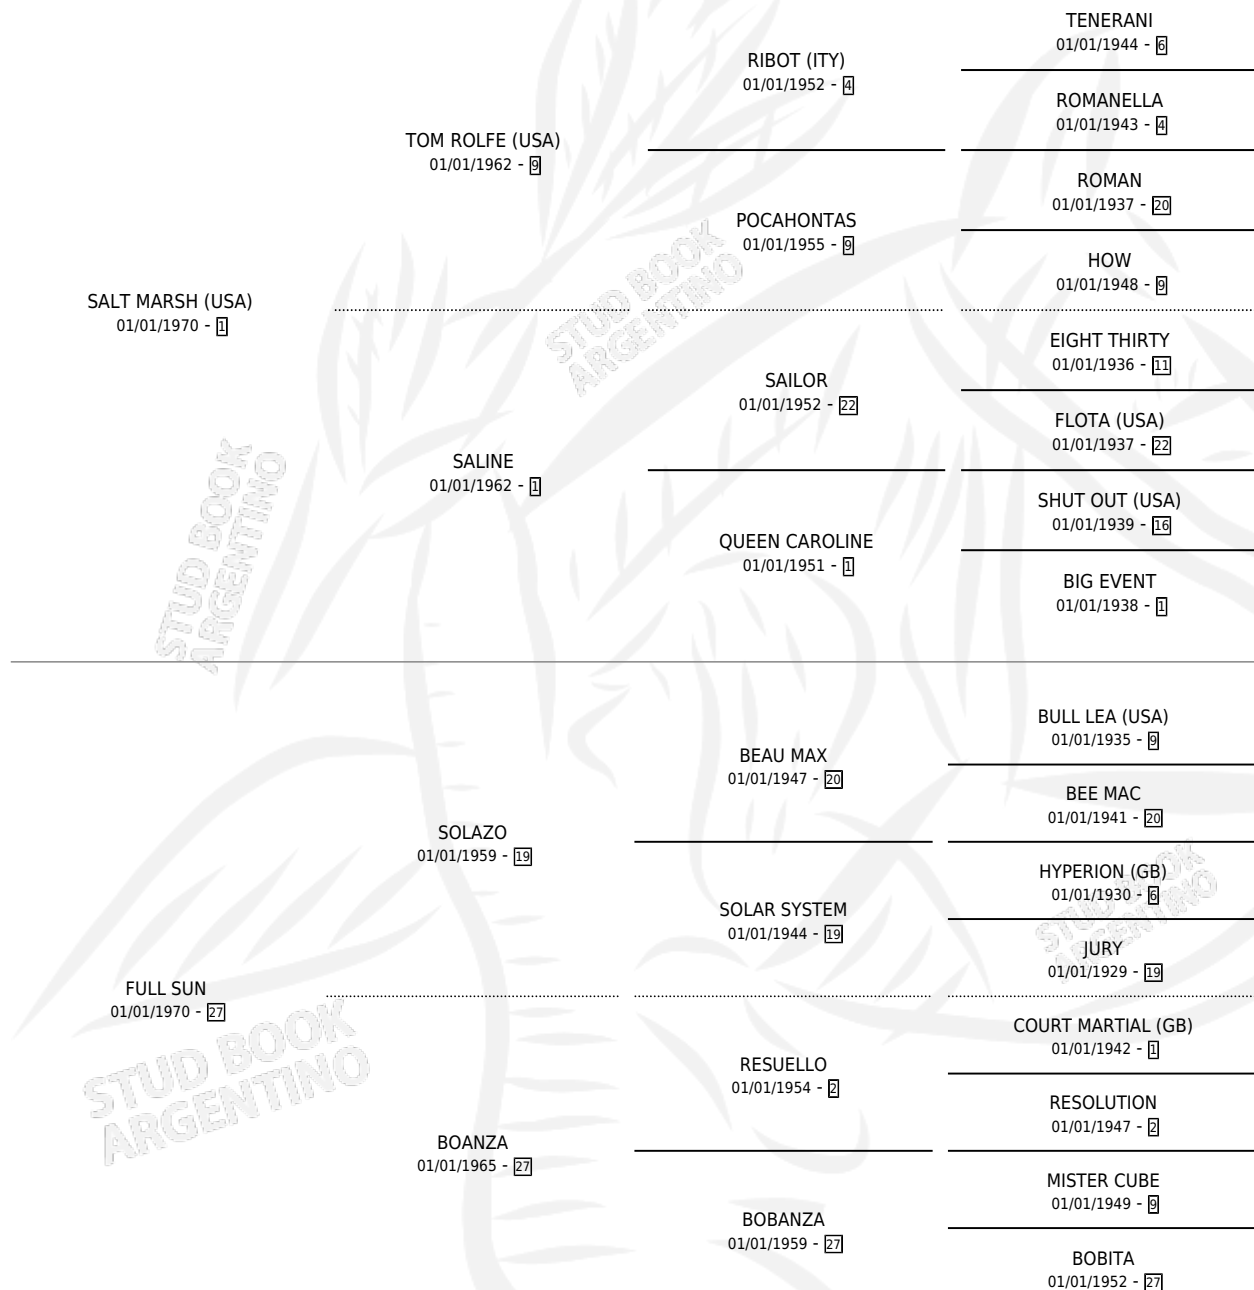 TENERANI
01/01/1944 - 6
RIBOT (ITY)
01/01/1952 - 4
ROMANELLA
01/01/1943 - 4
TOM ROLFE (USA)
01/01/1962 - 9
ROMAN
01/01/1937 - 20
POCAHONTAS
01/01/1955 - 9
HOW
01/01/1948 - 9
SALT MARSH (USA)
01/01/1970 - 1
EIGHT THIRTY
01/01/1936 - 11
SAILOR
01/01/1952 - 22
FLOTA (USA)
01/01/1937 - 22
SALINE
01/01/1962 - 1
SHUT OUT (USA)
01/01/1939 - 16
QUEEN CAROLINE
01/01/1951 - 1
BIG EVENT
01/01/1938 - 1
BULL LEA (USA)
01/01/1935 - 9
BEAU MAX
01/01/1947 - 20
BEE MAC
01/01/1941 - 20
SOLAZO
01/01/1959 - 19
HYPERION (GB)
01/01/1930 - 6
SOLAR SYSTEM
01/01/1944 - 19
JURY
01/01/1929 - 19
FULL SUN
01/01/1970 - 27
COURT MARTIAL (GB)
01/01/1942 - 1
RESUELLO
01/01/1954 - 2
RESOLUTION
01/01/1947 - 2
BOANZA
01/01/1965 - 27
MISTER CUBE
01/01/1949 - 9
BOBANZA
01/01/1959 - 27
BOBITA
01/01/1952 - 27
STUD BOOK
ARGENTINO
STUD BOOK
ARGENTINO
STUD BOOK
ARGENTINO
STUD BOOK
ARGENTINO